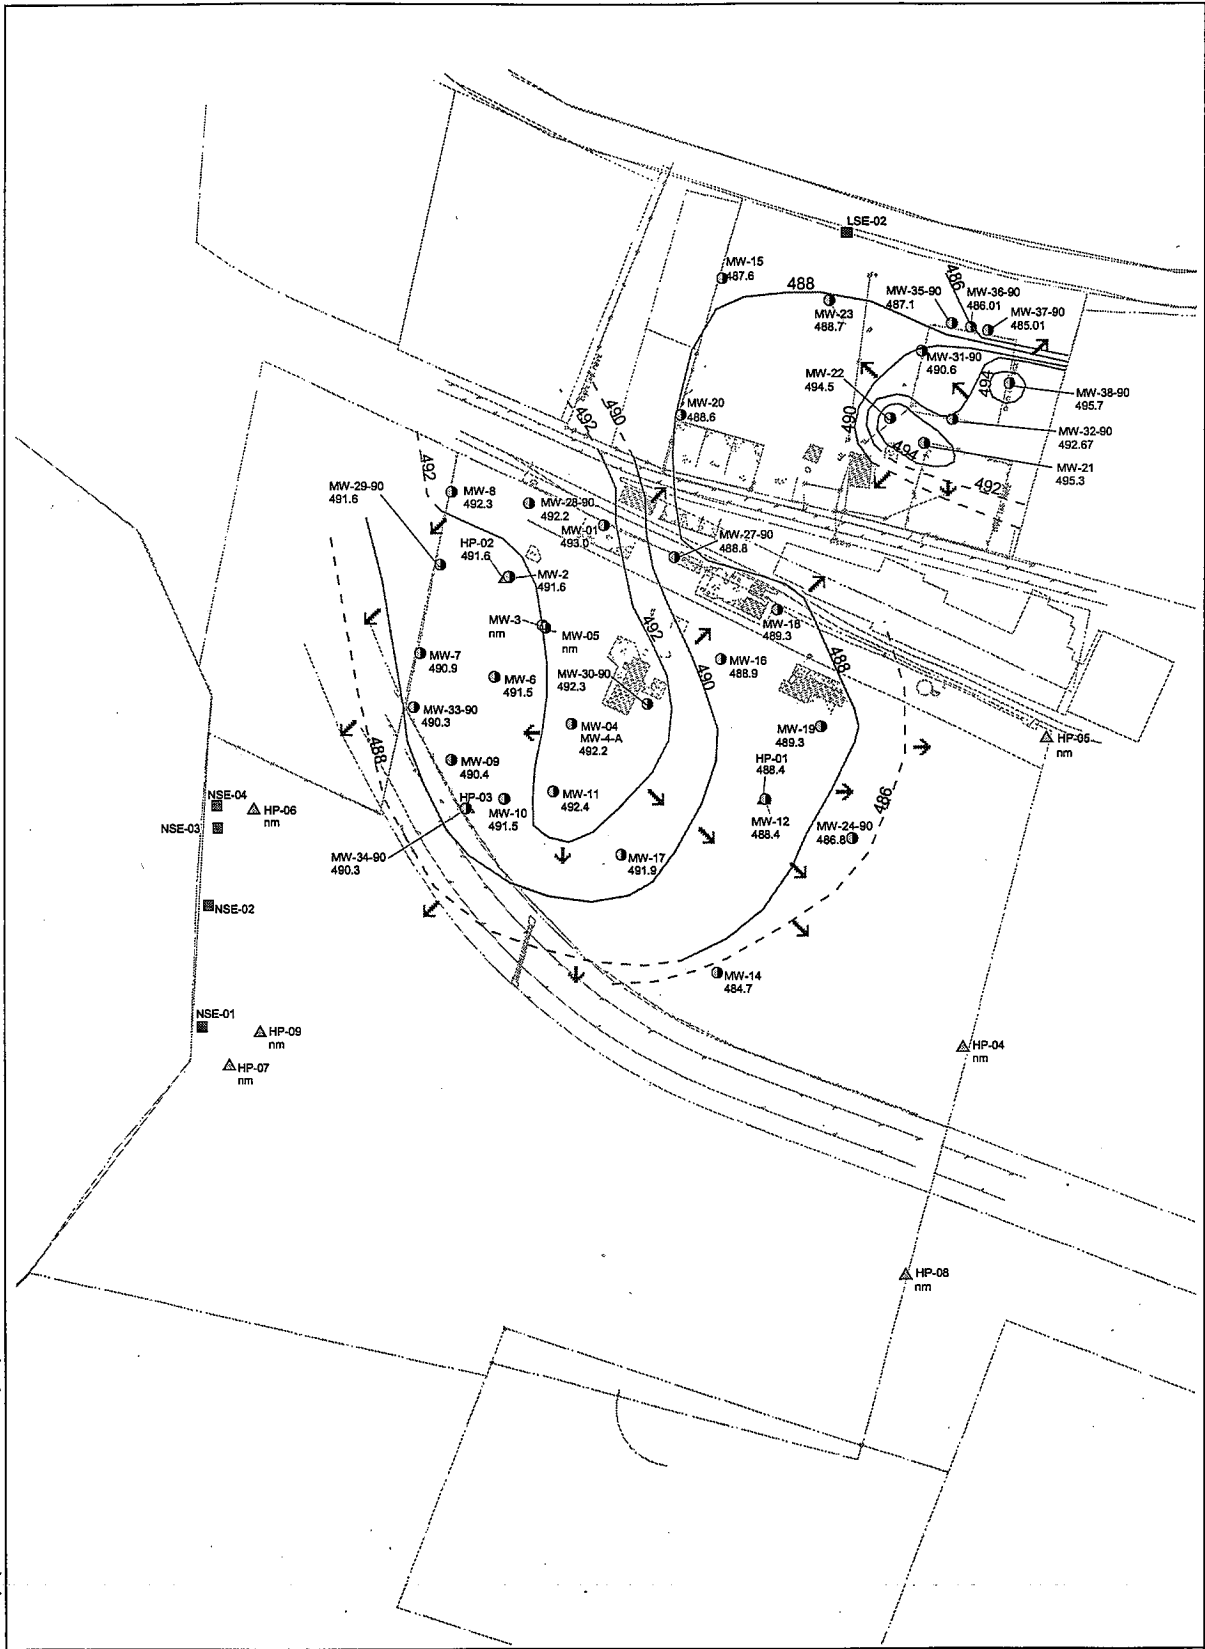 LSE-02
MW-15
487.6
488
486
MW-35-90
487.1
MW-36-90
486.01
MW-37-90
485.01
MW-23
488.7
MW-31-90
490.6
MW-22
494.5
494
MW-38-90
495.7
MW-20
488.6
490
492
490
MW-32-90
492.67
494
MW-21
495.3
492
492
MW-29-90
491.6
MW-8
492.3
MW-28-90
492.2
MW-01
493.0
HP-02
491.6
MW-27-90
488.8
MW-2
491.6
MW-3
nm
MW-05
nm
492
MW-18
489.3
MW-7
490.9
MW-6
491.5
MW-30-90
492.3
MW-16
488.9
488
490
MW-33-90
490.3
MW-04
MW-4-A
492.2
MW-19
489.3
HP-05
nm
488
MW-09
490.4
HP-01
488.4
NSE-04
HP-06
nm
HP-03
MW-10
491.5
MW-11
492.4
486
MW-12
488.4
MW-24-90
486.8
NSE-03
MW-34-90
490.3
MW-17
491.9
NSE-02
MW-14
484.7
NSE-01
HP-09
nm
HP-04
nm
HP-07
nm
HP-08
nm